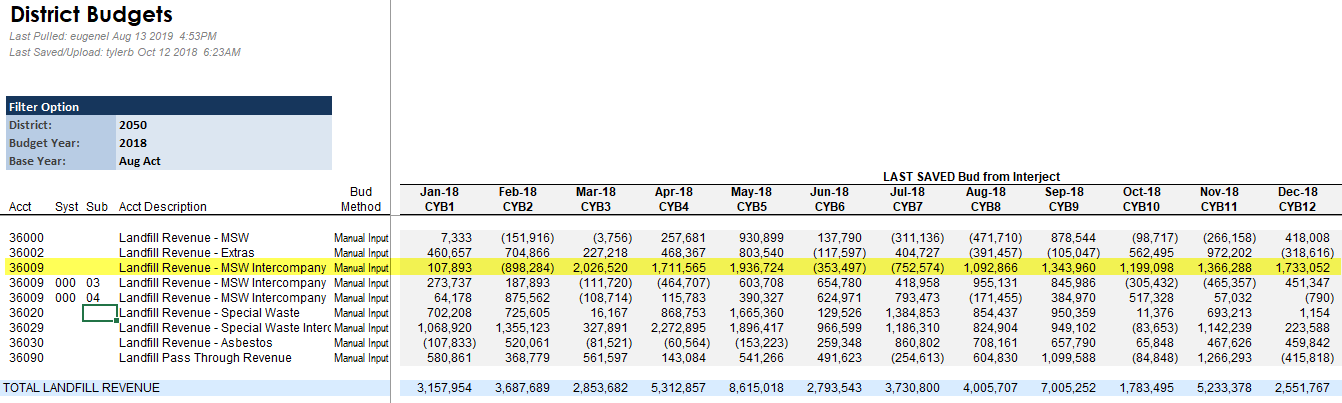 District Budgets
Last Pulled: eugenel Aug 13 2019 4:53PM
Last Saved/Upload: tylerb Oct 12 2018 6:23AM
Filter Option
District: 2050
Budget Year: 2018
Base Year: Aug Act
LAST SAVED Bud from Interject
Bud Jan-18 Feb-18 Mar-18 Apr-18 May-18 Jun-18 Jul-18 Aug-18 Sep-18 Oct-18 Nov-18 Dec-18
Acct Syst Sub Acct Description Method CYB1 CYB2 CYB3 CYB4 CYB5 CYB6 CYB7 CYB8 CYB9 CYB10 CYB11 CYB12
36000 Landfill Revenue - MSW Manual Input 7,333 (151,916) (3,756) 257,681 930,899 137,790 (311,136) (471,710) 878,544 (98,717) (266,158) 418,008
36002 Landfill Revenue - Extras Manual Input 460,657 704,866 227,218 468,367 803,540 (117,597) 404,727 (391,457) (105,047) 562,495 972,202 (318,616)
36009 Landfill Revenue - MSW Intercompany Manual Input 107,893 (898,284) 2,026,520 1,711,565 1,936,724 (353,497) (752,574) 1,092,866 1,343,960 1,199,098 1,366,288 1,733,052
36009 000 03 Landfill Revenue - MSW Intercompany Manual Input 273,737 187,893 (111,720) (464,707) 603,708 654,780 418,958 955,131 845,986 (305,432) (465,357) 451,347
36009 000 04 Landfill Revenue - MSW Intercompany Manual Input 64,178 875,562 (108,714) 115,783 390,327 624,971 793,473 (171,455) 384,970 517,328 57,032 (790)
36020 Landfill Revenue - Special Waste Manual Input 702,208 725,605 16,167 868,753 1,665,360 129,526 1,384,853 854,437 950,359 11,376 693,213 1,154
36029 Landfill Revenue - Special Waste Interc Manual Input 1,068,920 1,355,123 327,891 2,272,895 1,896,417 966,599 1,186,310 824,904 949,102 (83,653) 1,142,239 223,588
36030 Landfill Revenue - Asbestos Manual Input (107,833) 520,061 (81,521) (60,564) (153,223) 259,348 860,802 708,161 657,790 65,848 467,626 459,842
36090 Landfill Pass Through Revenue Manual Input 580,861 368,779 561,597 143,084 541,266 491,623 (254,613) 604,830 1,099,588 (84,848) 1,266,293 (415,818)
TOTAL LANDFILL REVENUE 3,157,954 3,687,689 2,853,682 5,312,857 8,615,018 2,793,543 3,730,800 4,005,707 7,005,252 1,783,495 5,233,378 2,551,767